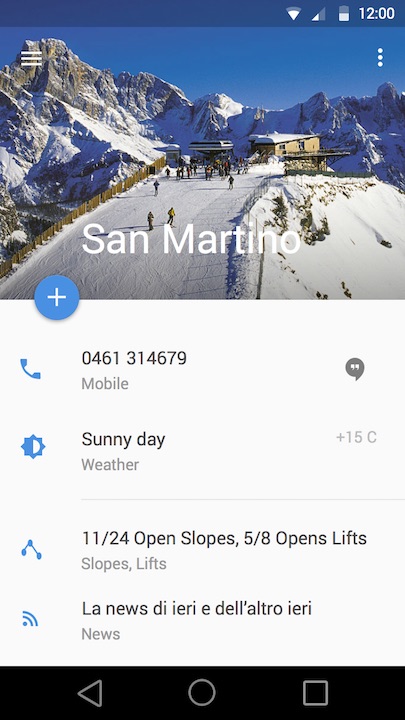 12:00
San Martino
0461 314679
Mobile
Sunny day
+15 C
Weather
11/24 Open Slopes, 5/8 Opens Lifts
Slopes, Lifts
La news di ieri e dell’altro ieri
News